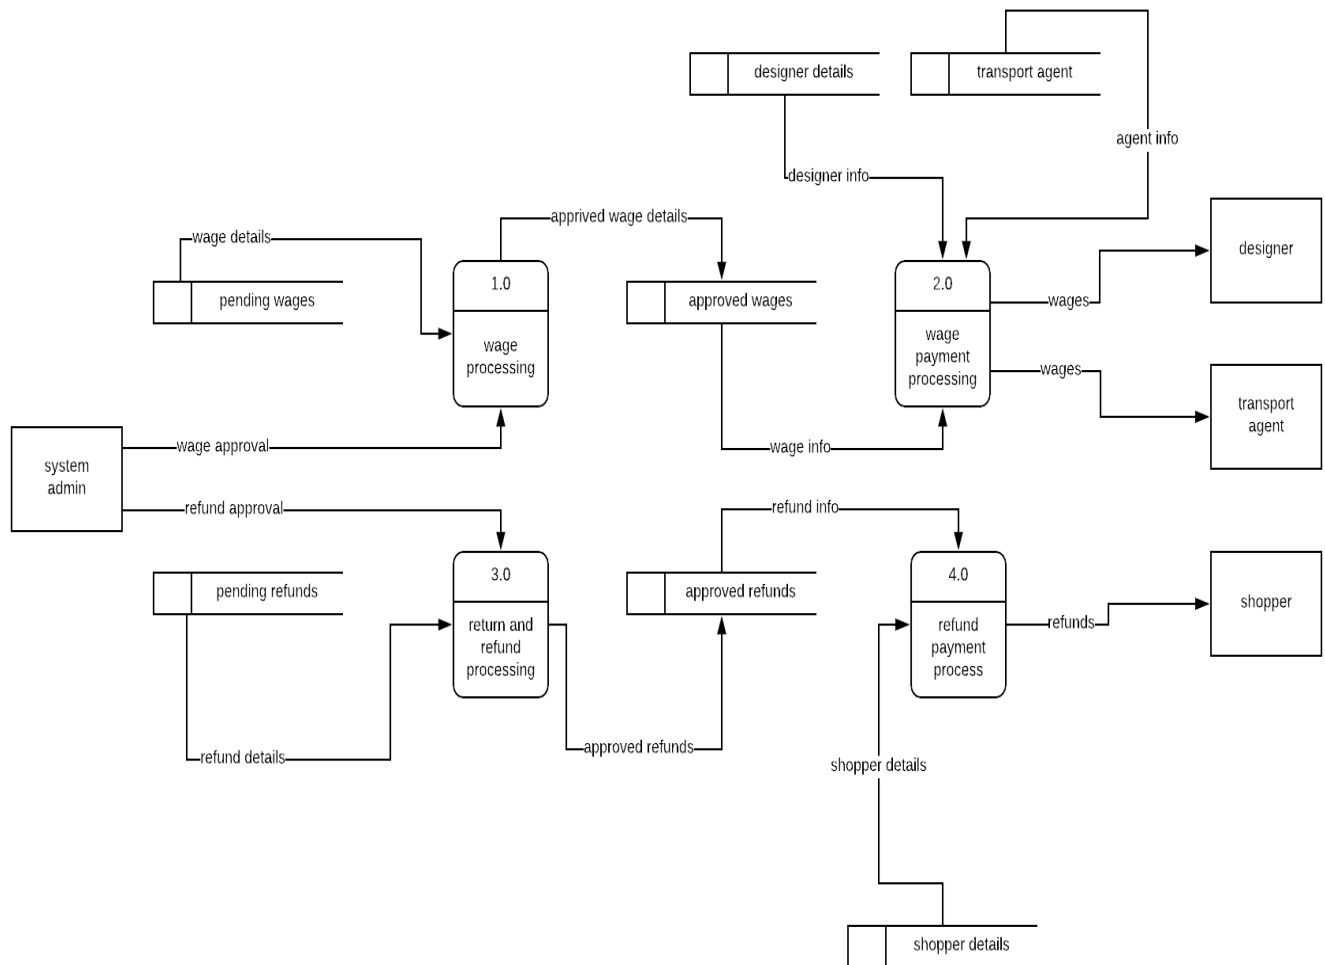 designer details
transport agent
agent info
designer info
apprived wage details
wage details
designer
1.0
2.0
pending wages
approved wages
wages
wage
processing
wage
payment
processing
wages
transport
agent
wage approval
wage info
system
admin
refund approval
refund info
3.0
4.0
pending refunds
approved refunds
shopper
return and
refund
processing
refund
payment
process
refunds
refund details
approved refunds
shopper details
shopper details